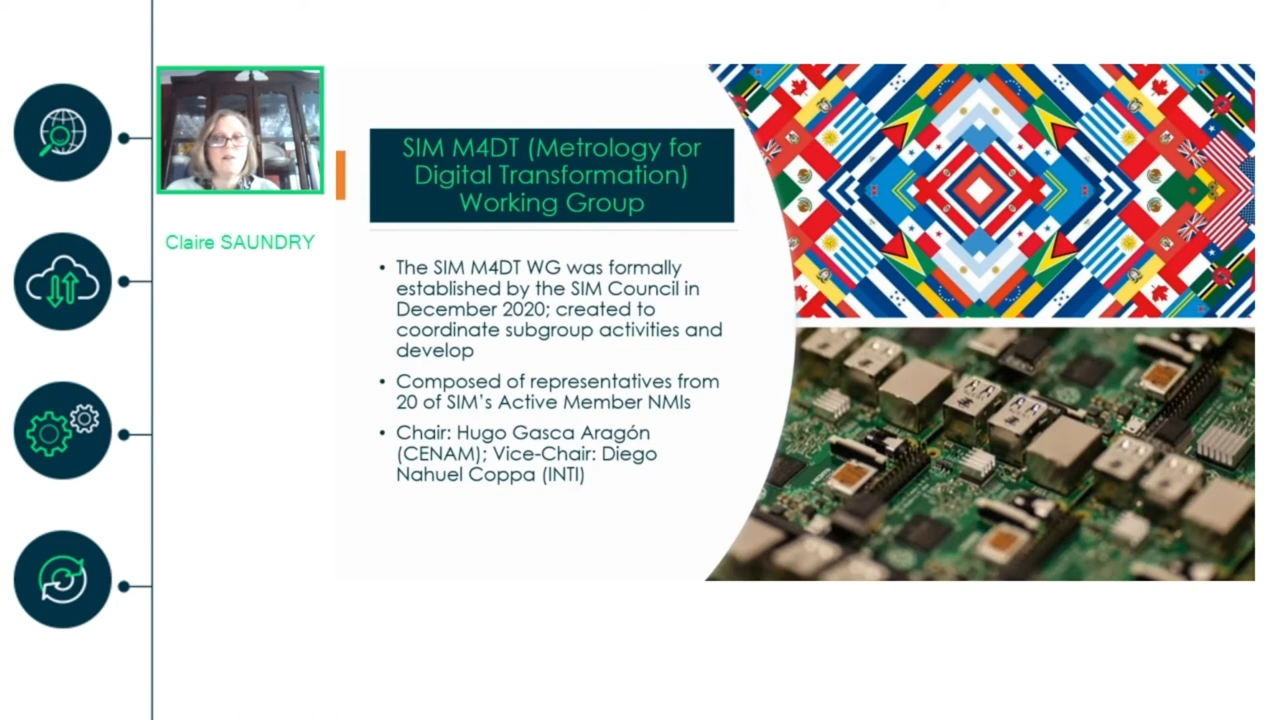 Claire SAUNDRY
SIM M4DT (Metrology for
Digital Transformation)
Working Group
• The SIM M4DT WG was formally
established by the SIM Council in
December 2020; created to
coordinate subgroup activities and
develop
• Composed of representatives from
20 of SIM’s Active Member NMIs
• Chair: Hugo Gasca Aragón
(CENAM); Vice-Chair: Diego
Nahuel Coppa (INTI)